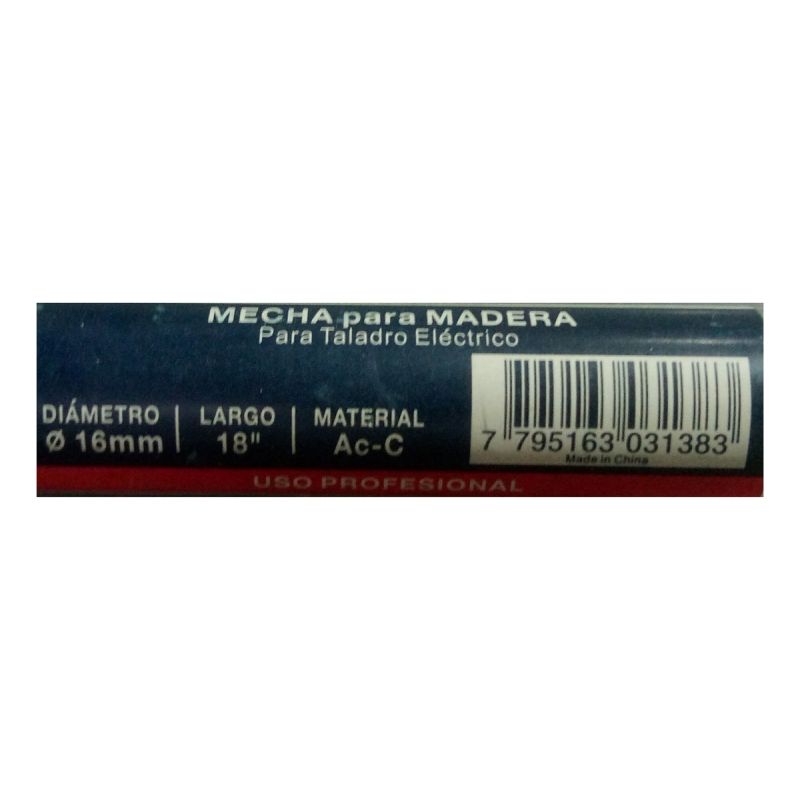 MECHA para MADERA
Para Taladro Eléctrico
DIÁMETRO
Ø 16mm
LARGO
18"
MATERIAL
Ac-C
7 795163 031383
Made in China
USO PROFESIONAL